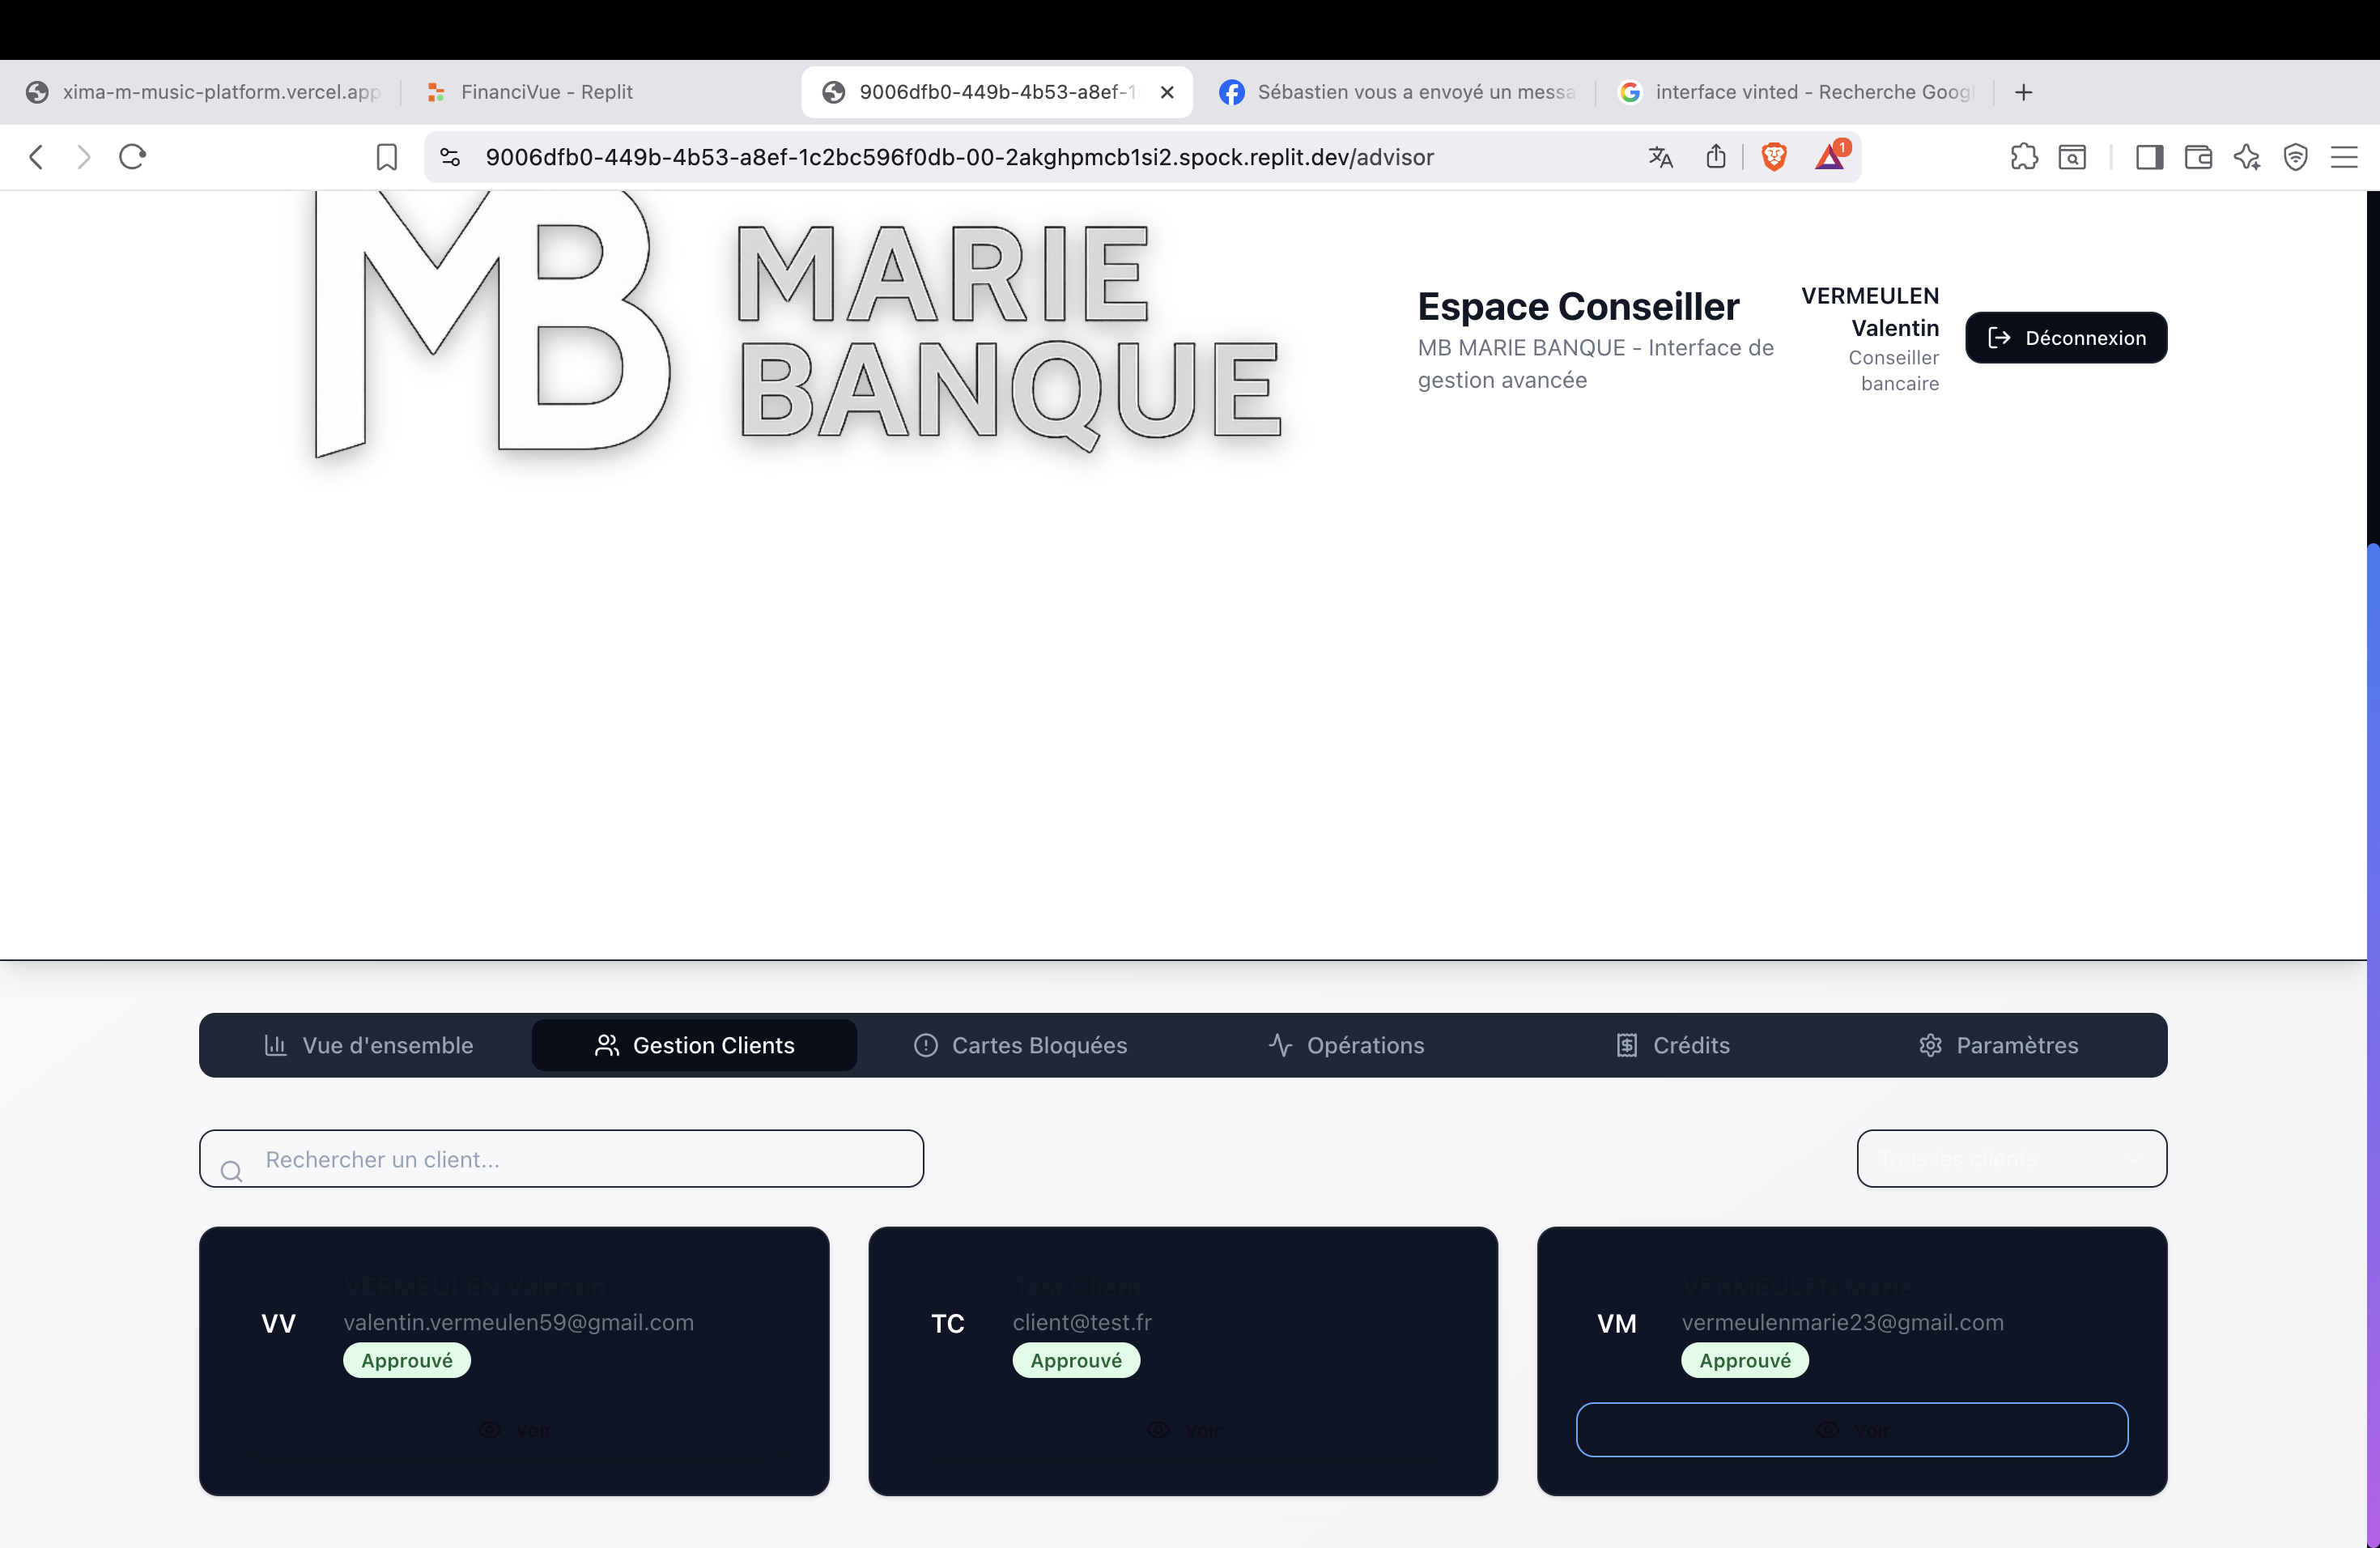 xima-m-music-platform.vercel.app
FinanciVue - Replit
9006dfb0-449b-4b53-a8ef-1
Sébastien vous a envoyé un messa
interface vinted - Recherche Goog
9006dfb0-449b-4b53-a8ef-1c2bc596f0db-00-2akghpmcb1si2.spock.replit.dev/advisor
1
MB
MARIE
BANQUE
Espace Conseiller
MB MARIE BANQUE - Interface de
gestion avancée
VERMEULEN
Valentin
Conseiller
bancaire
Déconnexion
Vue d'ensemble
Gestion Clients
Cartes Bloquées
Opérations
Crédits
Paramètres
Rechercher un client...
Tous les clients
VV
VERMEULEN Valentin
valentin.vermeulen59@gmail.com
Approuvé
Voir
TC
Test Client
client@test.fr
Approuvé
Voir
VM
VERMEULEN Marie
vermeulenmarie23@gmail.com
Approuvé
Voir